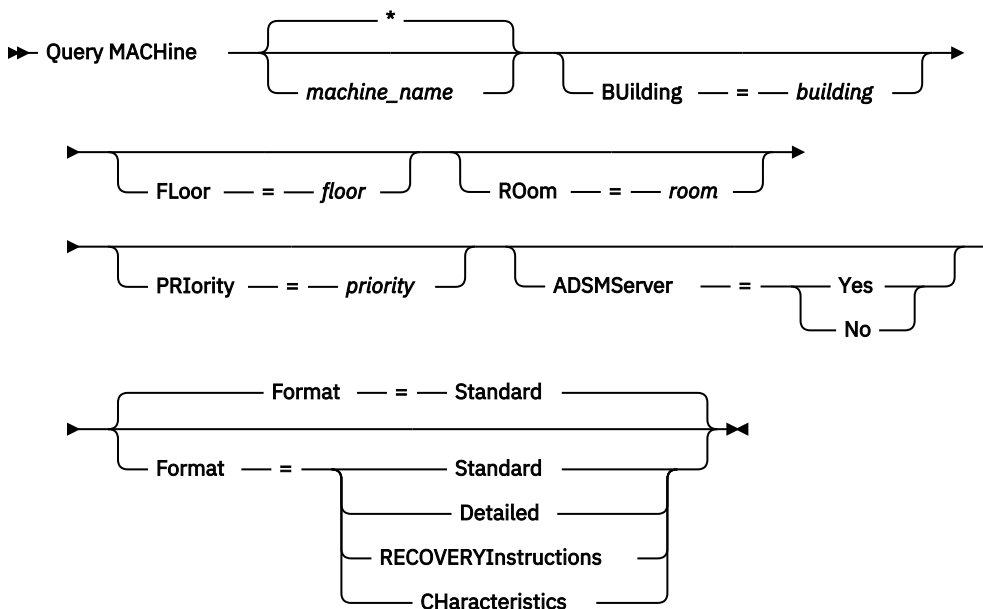 *
Query MACHine
machine_name
BUilding = building
FLoor = floor
ROom = room
PRIority = priority
ADSMServer = Yes
No
Format = Standard
Format = Standard
Detailed
RECOVERYInstructions
CHaracteristics